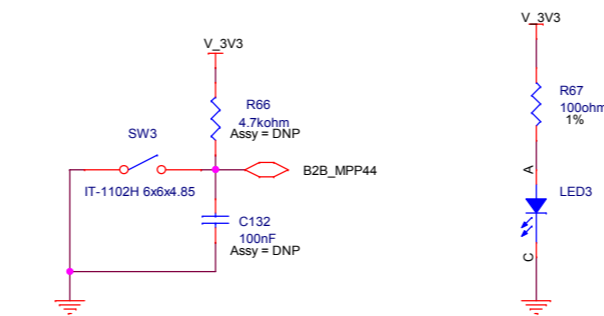 V_3V3
R66
4.7kohm
Assy = DNP
SW3
IT-1102H 6x6x4.85
B2B_MPP44
C132
100nF
Assy = DNP
V_3V3
R67
100ohm
1%
A
LED3
C